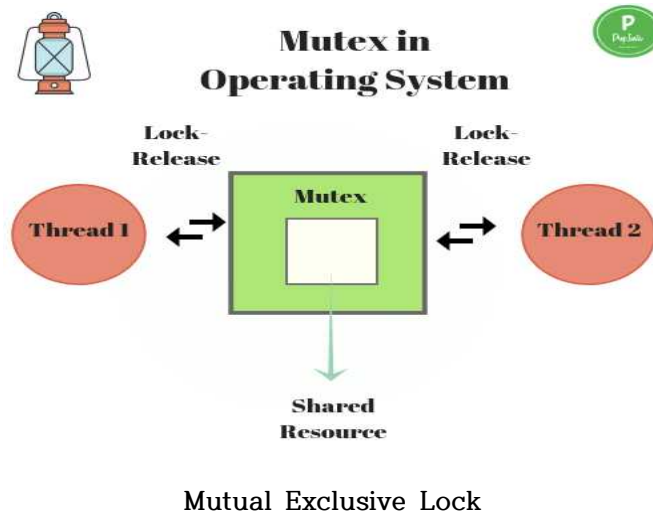 Mutex in
Operating System
P
Lock-
Release
Lock-
Release
Mutex
Thread 1
Thread 2
Shared
Resource
Mutual Exclusive Lock